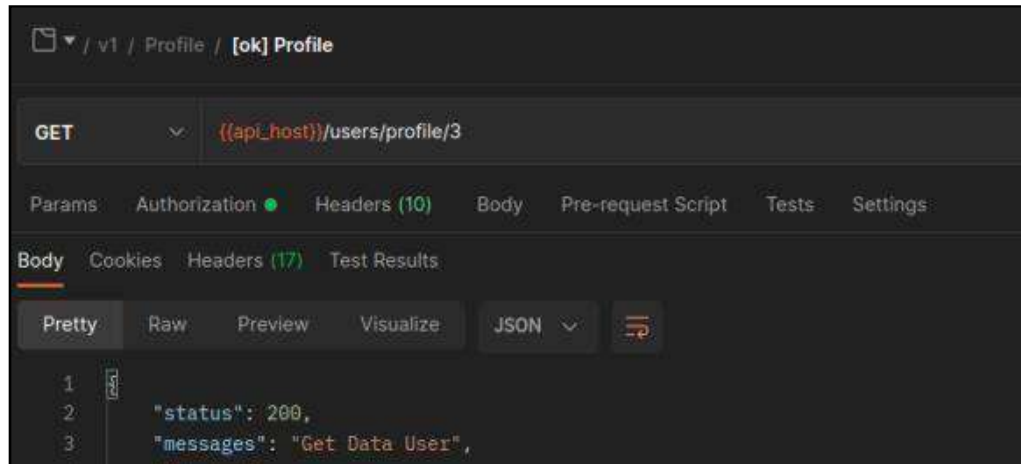 / v1 / Profile / [ok] Profile
GET {{api_host}}/users/profile/3
Params Authorization Headers (10) Body Pre-request Script Tests Settings
Body Cookies Headers (17) Test Results
Pretty Raw Preview Visualize JSON
1 {
2 "status": 200,
3 "messages": "Get Data User",